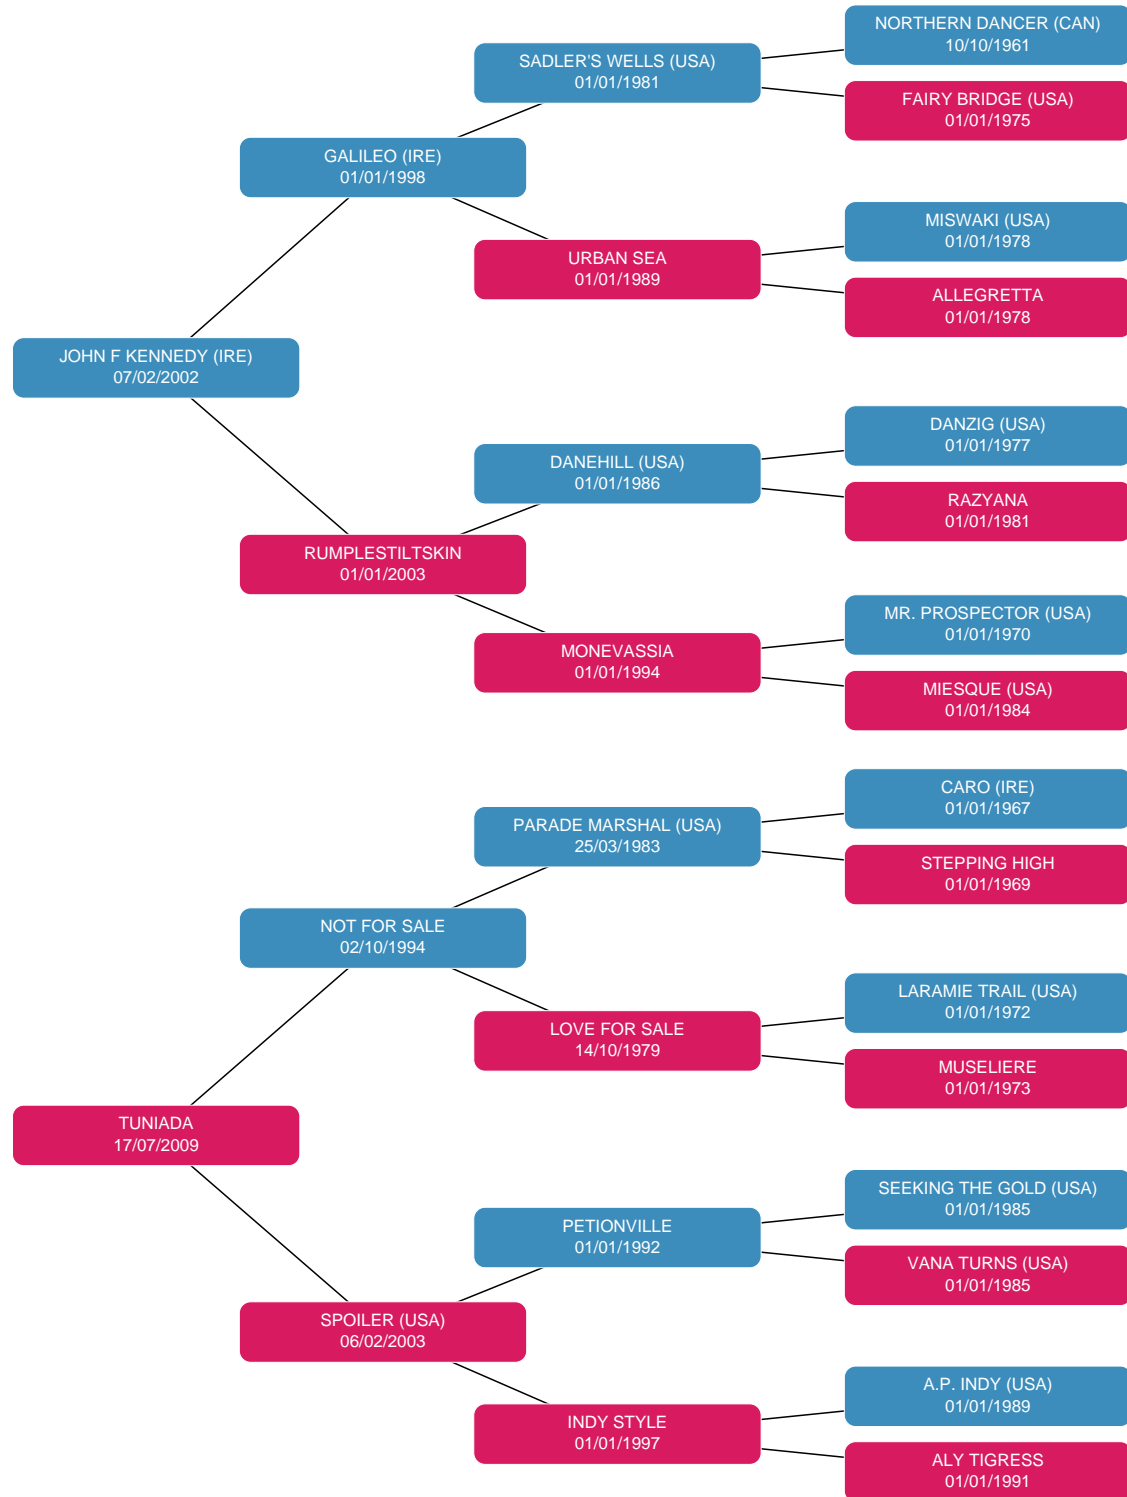 NORTHERN DANCER (CAN)
10/10/1961
SADLER'S WELLS (USA)
01/01/1981
FAIRY BRIDGE (USA)
01/01/1975
GALILEO (IRE)
01/01/1998
MISWAKI (USA)
01/01/1978
URBAN SEA
01/01/1989
ALLEGRETTA
01/01/1978
JOHN F KENNEDY (IRE)
07/02/2002
DANZIG (USA)
01/01/1977
DANEHILL (USA)
01/01/1986
RAZYANA
01/01/1981
RUMPLESTILTSKIN
01/01/2003
MR. PROSPECTOR (USA)
01/01/1970
MONEVASSIA
01/01/1994
MIESQUE (USA)
01/01/1984
CARO (IRE)
01/01/1967
PARADE MARSHAL (USA)
25/03/1983
STEPPING HIGH
01/01/1969
NOT FOR SALE
02/10/1994
LARAMIE TRAIL (USA)
01/01/1972
LOVE FOR SALE
14/10/1979
MUSELIERE
01/01/1973
TUNIADA
17/07/2009
SEEKING THE GOLD (USA)
01/01/1985
PETIONVILLE
01/01/1992
VANA TURNS (USA)
01/01/1985
SPOILER (USA)
06/02/2003
A.P. INDY (USA)
01/01/1989
INDY STYLE
01/01/1997
ALY TIGRESS
01/01/1991